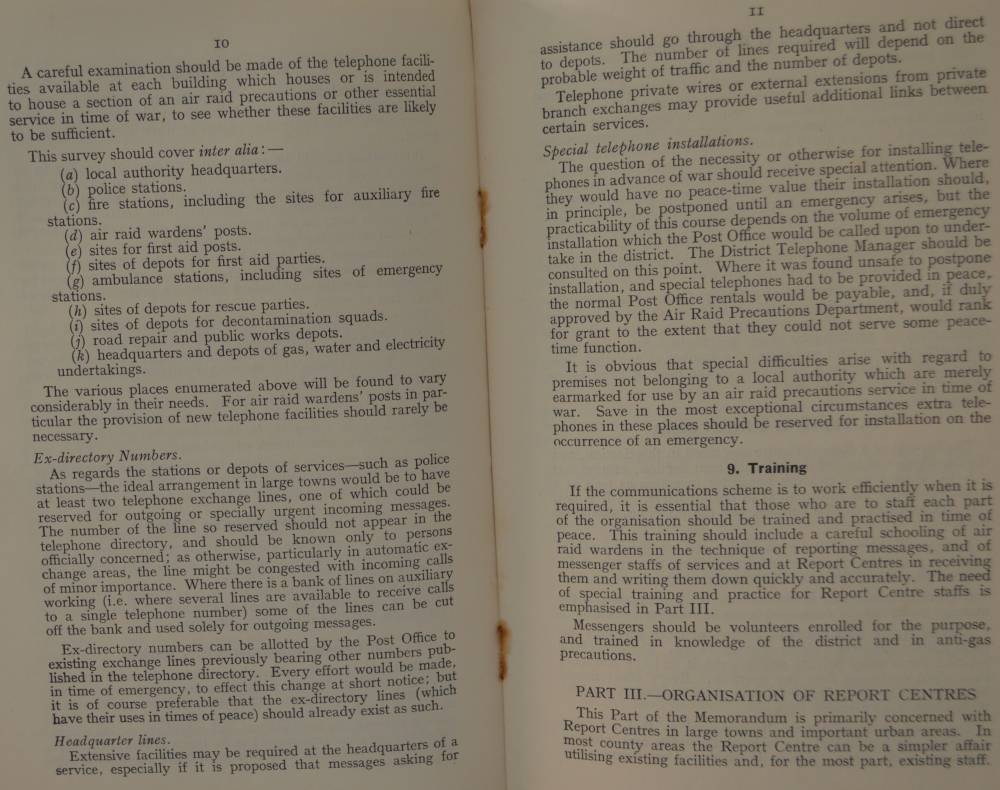 10
A careful examination should be made of the telephone facili-
ties available at each building which houses or is intended
to house a section of an air raid precautions or other essential
service in time of war, to see whether these facilities are likely
to be sufficient.
This survey should cover inter alia:—
(a) local authority headquarters.
(b) police stations.
(c) fire stations, including the sites for auxiliary fire
stations.
(d) air raid wardens' posts.
(e) sites for first aid posts.
(f) sites of depots for first aid parties.
(g) ambulance stations, including sites of emergency
stations.
(h) sites of depots for rescue parties.
(i) sites of depots for decontamination squads.
(j) road repair and public works depots.
(k) headquarters and depots of gas, water and electricity
undertakings.
The various places enumerated above will be found to vary
considerably in their needs. For air raid wardens' posts in par-
ticular the provision of new telephone facilities should rarely be
necessary.
Ex-directory Numbers.
As regards the stations or depots of services—such as police
stations—the ideal arrangement in large towns would be to have
at least two telephone exchange lines, one of which could be
reserved for outgoing or specially urgent incoming messages.
The number of the line so reserved should not appear in the
telephone directory, and should be known only to persons
officially concerned; as otherwise, particularly in automatic ex-
change areas, the line might be congested with incoming calls
of minor importance. Where there is a bank of lines on auxiliary
working (i.e. where several lines are available to receive calls
to a single telephone number) some of the lines can be cut
off the bank and used solely for outgoing messages.
Ex-directory numbers can be allotted by the Post Office to
existing exchange lines previously bearing other numbers pub-
lished in the telephone directory. Every effort would be made,
in time of emergency, to effect this change at short notice; but
it is of course preferable that the ex-directory lines (which
have their uses in times of peace) should already exist as such.
Headquarter lines.
Extensive facilities may be required at the headquarters of a
service, especially if it is proposed that messages asking for
11
assistance should go through the headquarters and not direct
to depots. The number of lines required will depend on the
probable weight of traffic and the number of depots.
Telephone private wires or external extensions from private
branch exchanges may provide useful additional links between
certain services.
Special telephone installations.
The question of the necessity or otherwise for installing tele-
phones in advance of war should receive special attention. Where
they would have no peace-time value their installation should,
in principle, be postponed until an emergency arises, but the
practicability of this course depends on the volume of emergency
installation which the Post Office would be called upon to under-
take in the district. The District Telephone Manager should be
consulted on this point. Where it was found unsafe to postpone
installation, and special telephones had to be provided in peace,
the normal Post Office rentals would be payable, and, if duly
approved by the Air Raid Precautions Department, would rank
for grant to the extent that they could not serve some peace-
time function.
It is obvious that special difficulties arise with regard to
premises not belonging to a local authority which are merely
earmarked for use by an air raid precautions service in time of
war. Save in the most exceptional circumstances extra tele-
phones in these places should be reserved for installation on the
occurrence of an emergency.
9. Training
If the communications scheme is to work efficiently when it is
required, it is essential that those who are to staff each part
of the organisation should be trained and practised in time of
peace. This training should include a careful schooling of air
raid wardens in the technique of reporting messages, and of
messenger staffs of services and at Report Centres in receiving
them and writing them down quickly and accurately. The need
of special training and practice for Report Centre staffs is
emphasised in Part III.
Messengers should be volunteers enrolled for the purpose,
and trained in knowledge of the district and in anti-gas
precautions.
PART III.—ORGANISATION OF REPORT CENTRES
This Part of the Memorandum is primarily concerned with
Report Centres in large towns and important urban areas. In
most county areas the Report Centre can be a simpler affair
utilising existing facilities and, for the most part, existing staff.